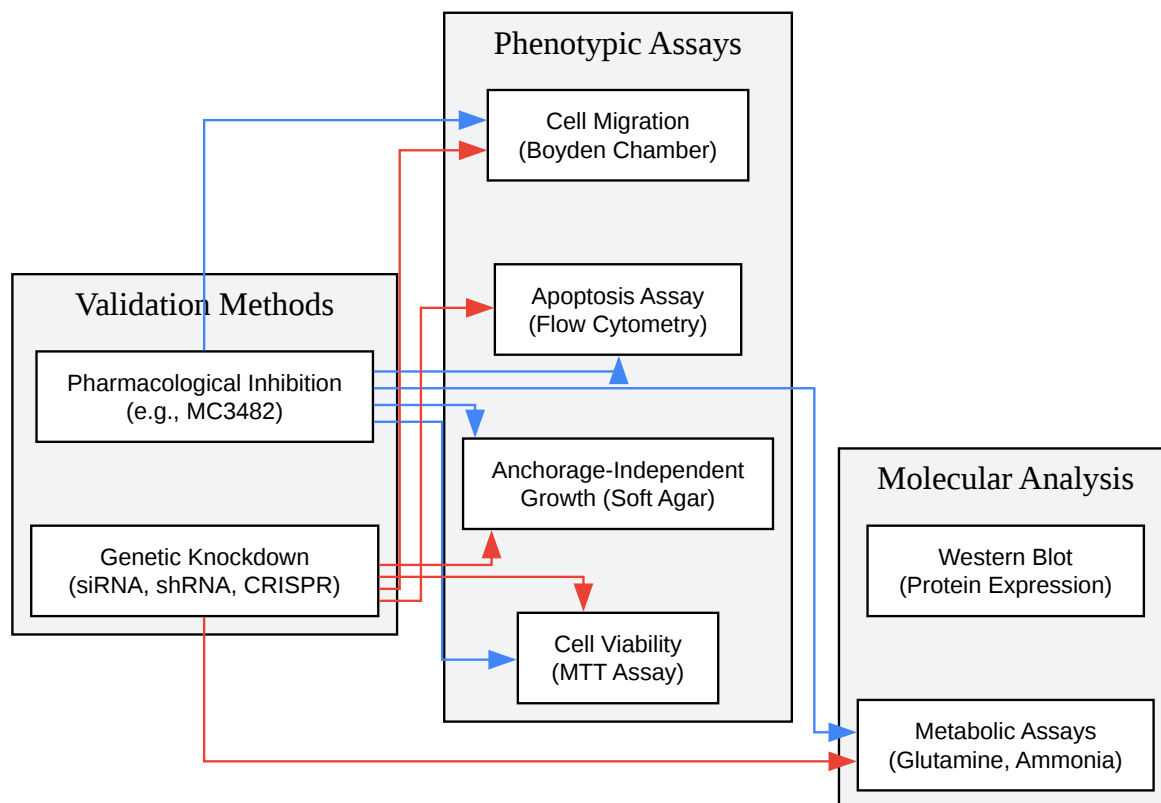 Phenotypic Assays
Cell Migration
(Boyden Chamber)
Validation Methods
Apoptosis Assay
(Flow Cytometry)
Pharmacological Inhibition
(e.g., MC3482)
Anchorage-Independent
Growth (Soft Agar)
Molecular Analysis
Genetic Knockdown
(siRNA, shRNA, CRISPR)
Western Blot
(Protein Expression)
Cell Viability
(MTT Assay)
Metabolic Assays
(Glutamine, Ammonia)